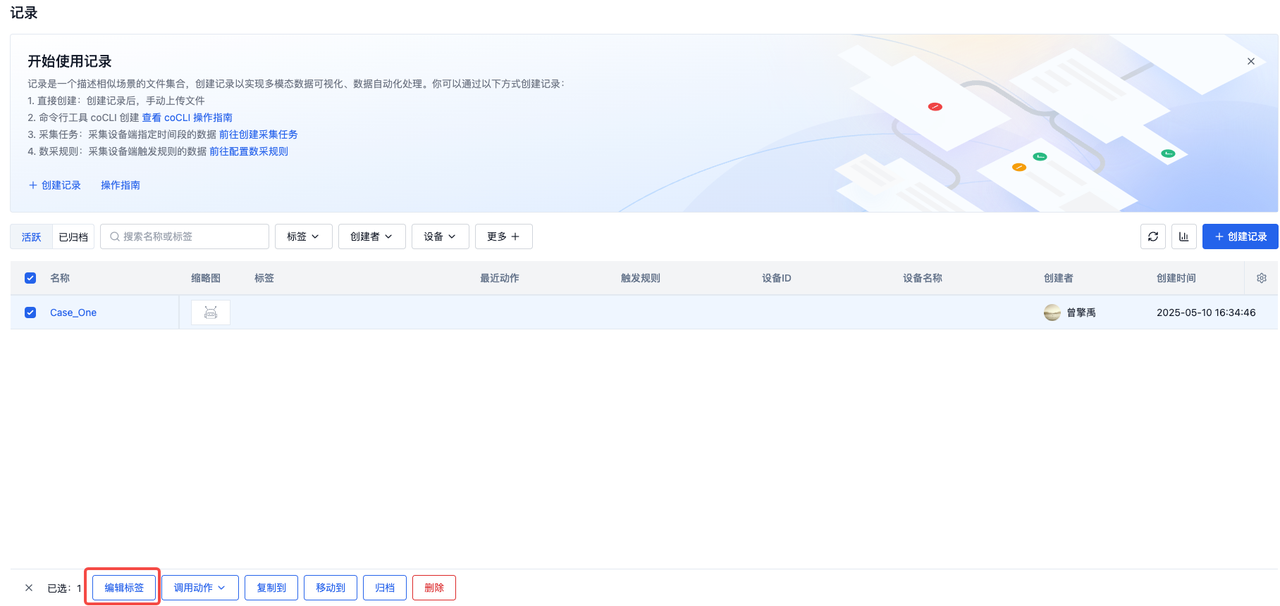 记录
开始使用记录
记录是一个描述相似场景的文件集合，创建记录以实现多模态数据可视化、数据自动化处理。你可以通过以下方式创建记录：
1. 直接创建：创建记录后，手动上传文件
2. 命令行工具 coCLI 创建 查看 coCLI 操作指南
3. 采集任务：采集设备端指定时间段的数据 前往创建采集任务
4. 数采规则：采集设备端触发规则的数据 前往配置数采规则
+ 创建记录 操作指南
活跃 已归档 搜索名称或标签 标签 创建者 设备 更多 + + 创建记录
名称 缩略图 标签 最近动作 触发规则 设备ID 设备名称 创建者 创建时间
Case_One 曾擎禹 2025-05-10 16:34:46
已选：1 编辑标签 调用动作 复制到 移动到 归档 删除